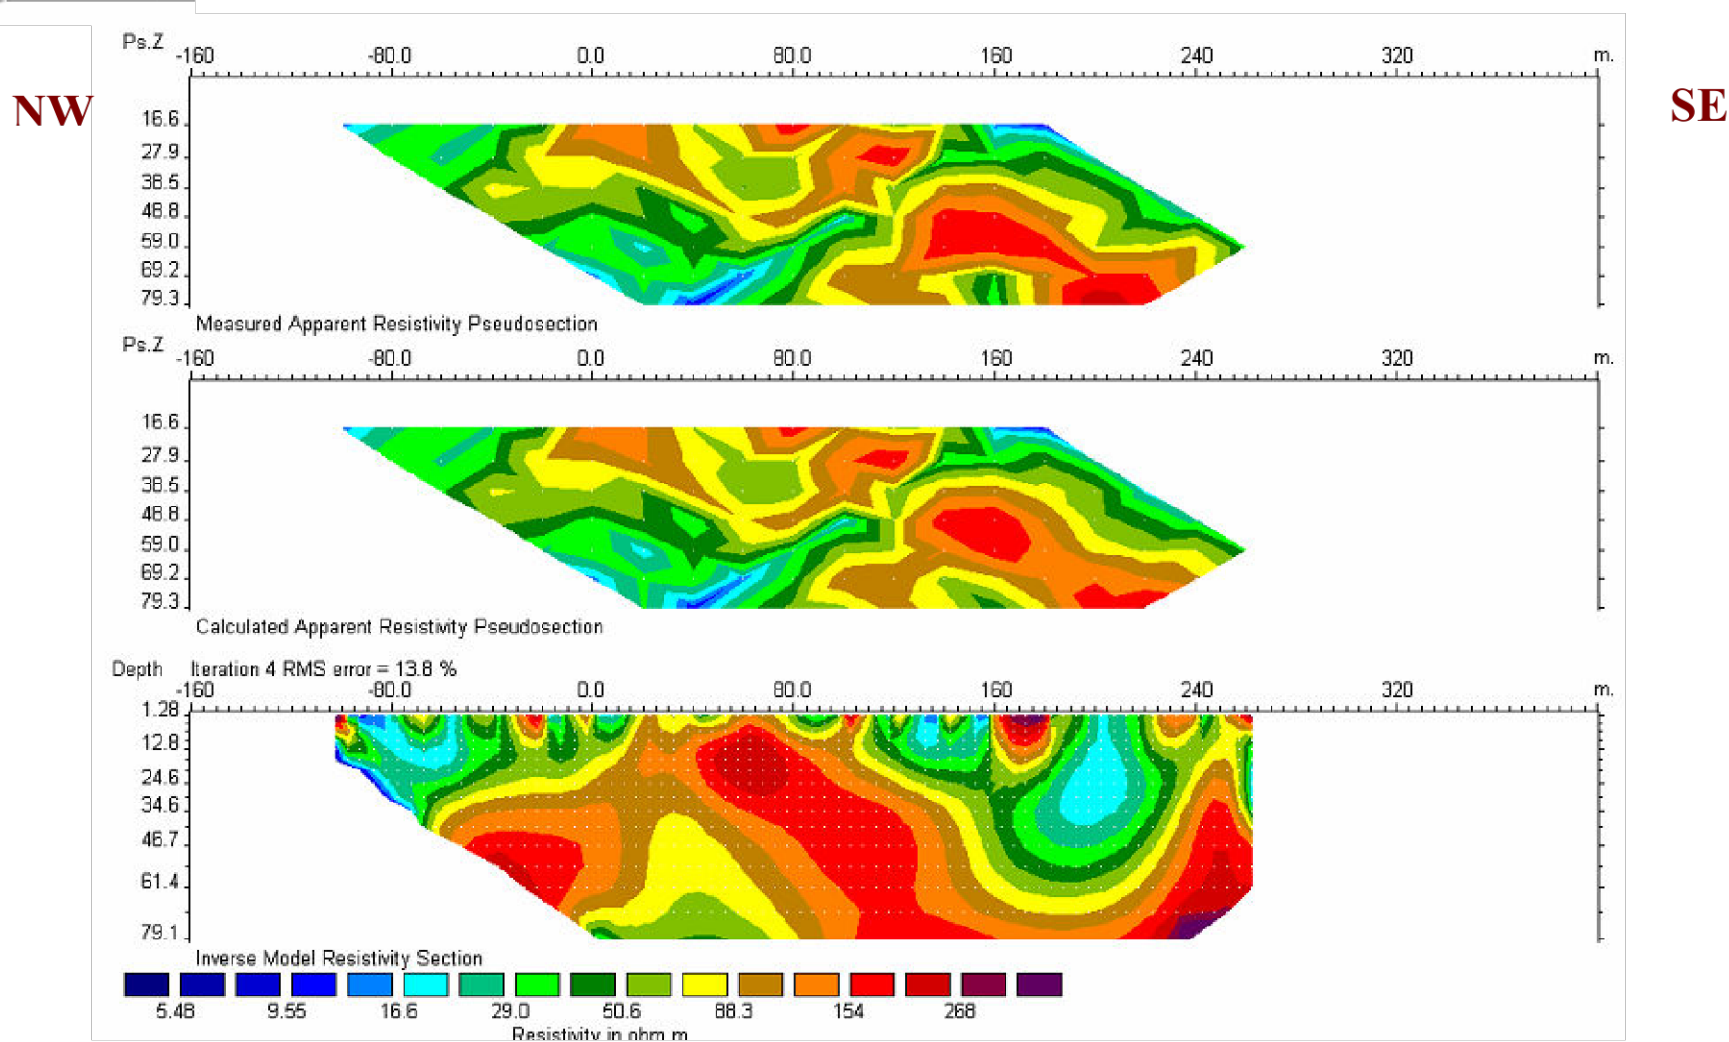 Ps.Z -160 -80.0 0.0 80.0 160 240 320 m.
NW
SE
16.6
27.9
38.5
48.8
59.0
69.2
79.3
Measured Apparent Resistivity Pseudosection
Ps.Z -160 -80.0 0.0 80.0 160 240 320 m.
16.6
27.9
38.5
48.8
59.0
69.2
79.3
Calculated Apparent Resistivity Pseudosection
Depth Iteration 4 RMS error = 13.8 %
-160 -80.0 0.0 80.0 160 240 320 m.
1.28
12.8
24.6
34.6
46.7
61.4
79.1
Inverse Model Resistivity Section
5.48 9.55 16.6 29.0 50.6 88.3 154 268
Resistivity in ohm.m